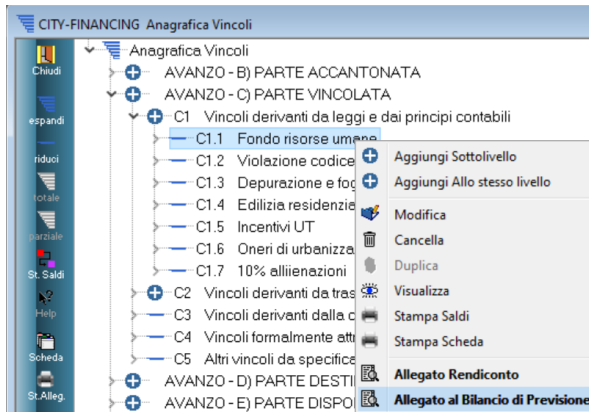 CITY-FINANCING Anagrafica Vincoli
Chiudi
espandi
riduci
totale
parziale
St. Saldi
Help
Scheda
St.Alleg.
Anagrafica Vincoli
AVANZO - B) PARTE ACCANTONATA
AVANZO - C) PARTE VINCOLATA
C1 Vincoli derivanti da leggi e dai principi contabili
C1.1 Fondo risorse umane
C1.2 Violazione codice
C1.3 Depurazione e fog
C1.4 Edilizia residenzia
C1.5 Incentivi UT
C1.6 Oneri di urbanizza
C1.7 10% alliienazioni
C2 Vincoli derivanti da tras
C3 Vincoli derivanti dalla c
C4 Vincoli formalmente attr
C5 Altri vincoli da specifica
AVANZO - D) PARTE DESTI
AVANZO - E) PARTE DISPO
Aggiungi Sottolivello
Aggiungi Allo stesso livello
Modifica
Cancella
Duplica
Visualizza
Stampa Saldi
Stampa Scheda
Allegato Rendiconto
Allegato al Bilancio di Previsione